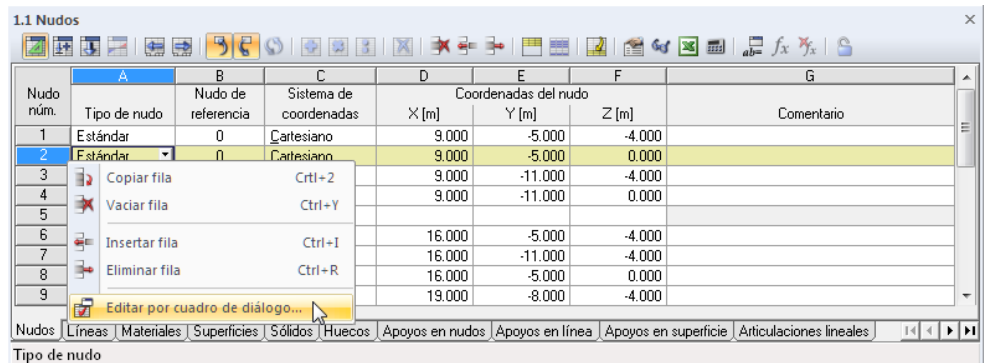 1.1 Nudos
A B C D E F G
Nudo núm. Tipo de nudo Nudo de referencia Sistema de coordenadas Coordenadas del nudo X [m] Y [m] Z [m] Comentario
1 Estándar 0 Cartesiano 9.000 -5.000 -4.000
2 Estándar 0 Cartesiano 9.000 -5.000 0.000
3 9.000 -11.000 -4.000
4 9.000 -11.000 0.000
5
6 16.000 -5.000 -4.000
7 16.000 -11.000 -4.000
8 16.000 -5.000 0.000
9 19.000 -8.000 -4.000
Copiar fila Crtl+2
Vaciar fila Ctrl+Y
Insertar fila Ctrl+I
Eliminar fila Ctrl+R
Editar por cuadro de diálogo...
Nudos Líneas Materiales Superficies Sólidos Huecos Apoyos en nudos Apoyos en línea Apoyos en superficie Articulaciones lineales
Tipo de nudo